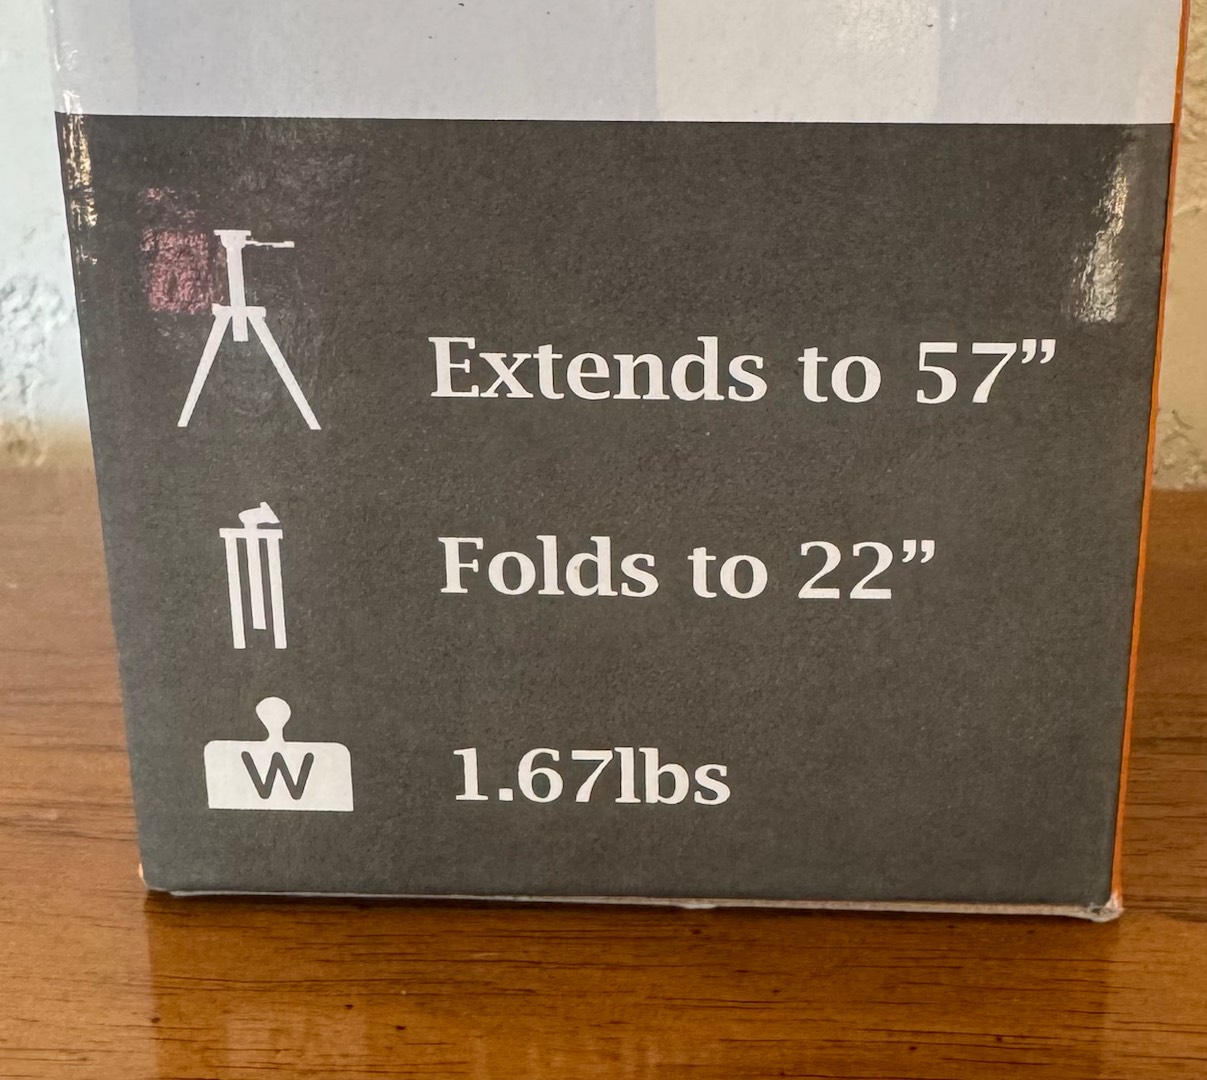 Extends to 57”
Folds to 22”
W
1.67lbs